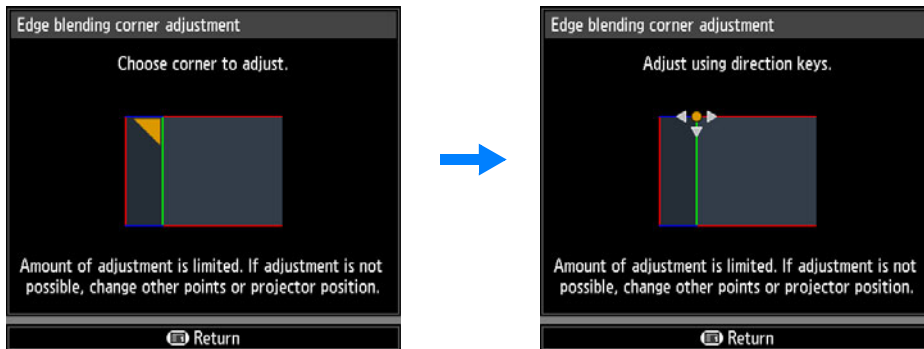 Edge blending corner adjustment
Choose corner to adjust.
Amount of adjustment is limited. If adjustment is not
possible, change other points or projector position.
Return
Edge blending corner adjustment
Adjust using direction keys.
Amount of adjustment is limited. If adjustment is not
possible, change other points or projector position.
Return